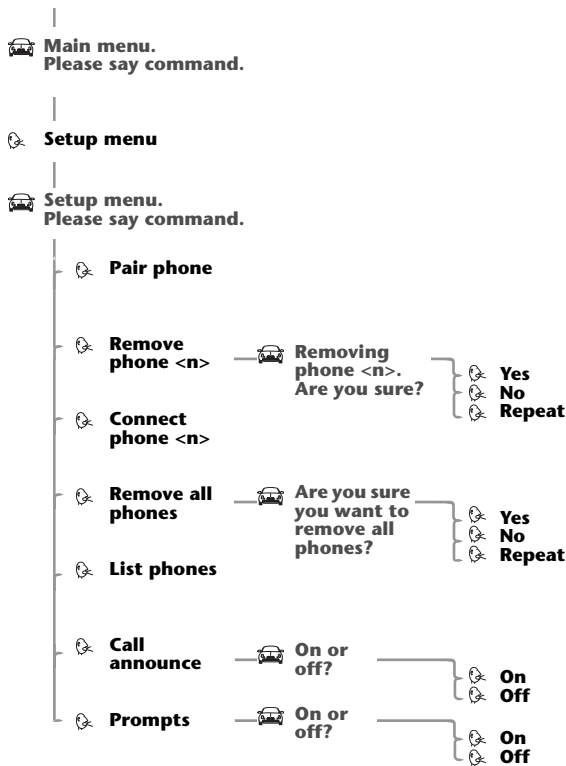 Main menu.
Please say command.
Setup menu
Setup menu.
Please say command.
Pair phone
Remove
phone <n>
Removing
phone <n>.
Are you sure?
Yes
No
Repeat
Connect
phone <n>
Remove all
phones
Are you sure
you want to
remove all
phones?
Yes
No
Repeat
List phones
Call
announce
On or
off?
On
Off
Prompts
On or
off?
On
Off